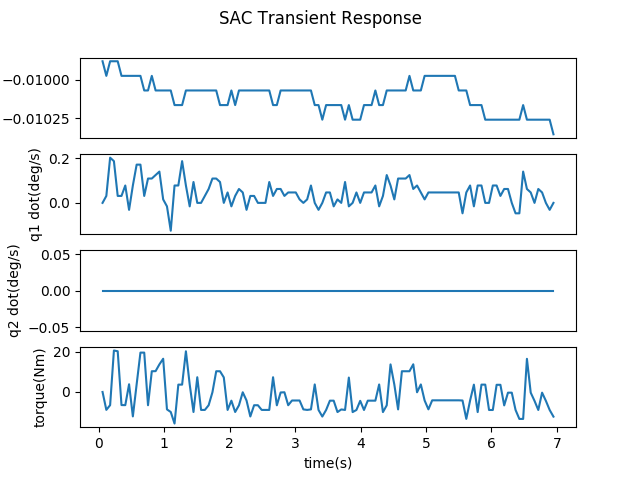 SAC Transient Response
−0.01000
−0.01025
q1 dot(deg/s)
0.2
0.0
q2 dot(deg/s)
0.05
0.00
−0.05
torque(Nm)
20
0
0 1 2 3 4 5 6 7
time(s)